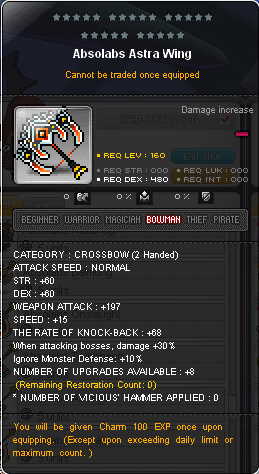 Absolabs Astra Wing
Cannot be traded once equipped
Damage increase
REQ LEV : 160
REQ STR : 000 REQ LUK : 000
REQ DEX : 480 REQ INT : 000
0 0 % 0 %
BEGINNER WARRIOR MAGICIAN BOWMAN THIEF PIRATE
CATEGORY : CROSSBOW (2 Handed)
ATTACK SPEED : NORMAL
STR : +60
DEX : +60
WEAPON ATTACK : +197
SPEED : +15
THE RATE OF KNOCK-BACK : +68
When attacking bosses, damage +30%
Ignore Monster Defense: +10%
NUMBER OF UPGRADES AVAILABLE : +8
(Remaining Restoration Count: 0)
* NUMBER OF VICIOUS' HAMMER APPLIED : 0
You will be given Charm 100 EXP once upon
equipping. (Except upon exceeding daily limit or
maximum count. )